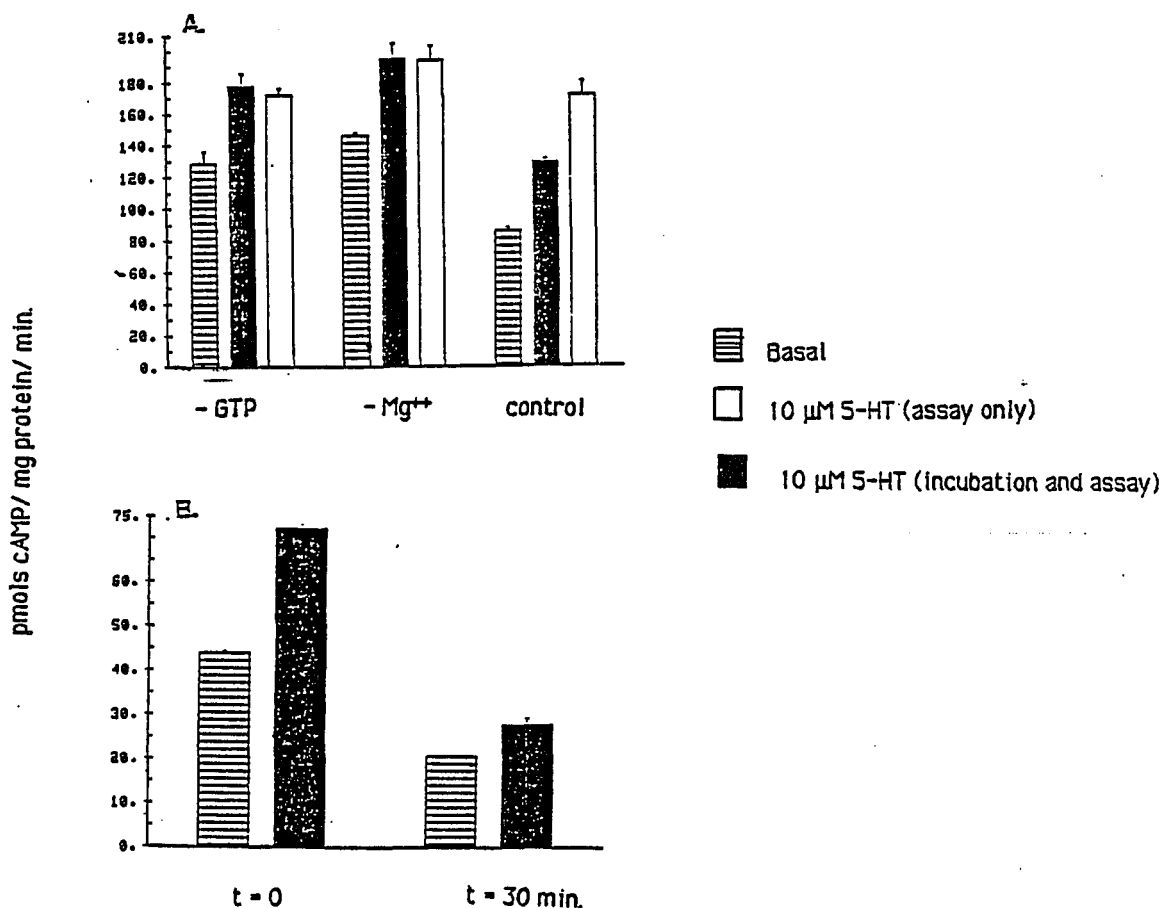 A
210.
180.
160.
140.
120.
100.
80.
60.
40.
20.
0.
- GTP
- Mg++
control
pmols cAMP/ mg protein/ min.
Basal
10 µM 5-HT (assay only)
10 µM 5-HT (incubation and assay)
B
75.
60.
50.
40.
30.
20.
10.
0.
t = 0
t = 30 min.